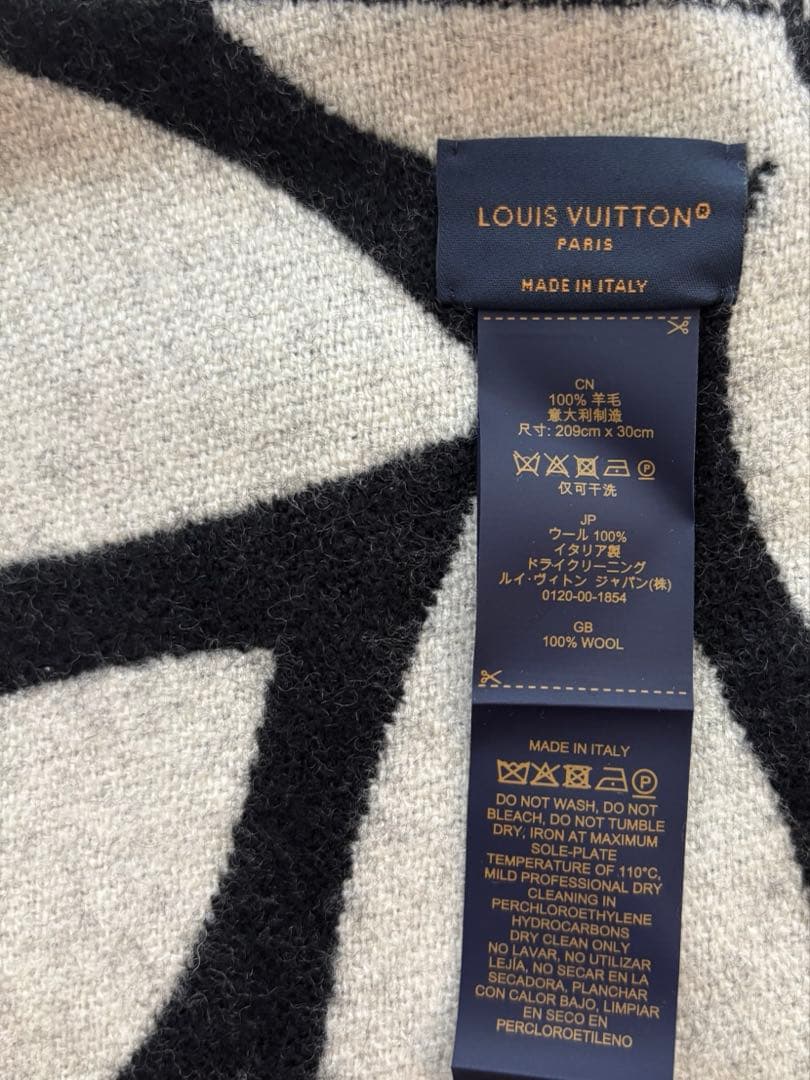 LOUIS VUITTON®
PARIS
MADE IN ITALY
CN
100% 羊毛
意大利制造
尺寸: 209cm x 30cm
P
仅可干洗
JP
ウール 100%
イタリア製
ドライクリーニング
ルイ･ヴィトン ジャパン(株)
0120-00-1854
GB
100% WOOL
MADE IN ITALY
P
DO NOT WASH, DO NOT
BLEACH, DO NOT TUMBLE
DRY, IRON AT MAXIMUM
SOLE-PLATE
TEMPERATURE OF 110°C,
MILD PROFESSIONAL DRY
CLEANING IN
PERCHLOROETHYLENE
HYDROCARBONS
DRY CLEAN ONLY
NO LAVAR, NO UTILIZAR
LEJÍA, NO SECAR EN LA
SECADORA, PLANCHAR
CON CALOR BAJO, LIMPIAR
EN SECO EN
PERCLOROETILENO